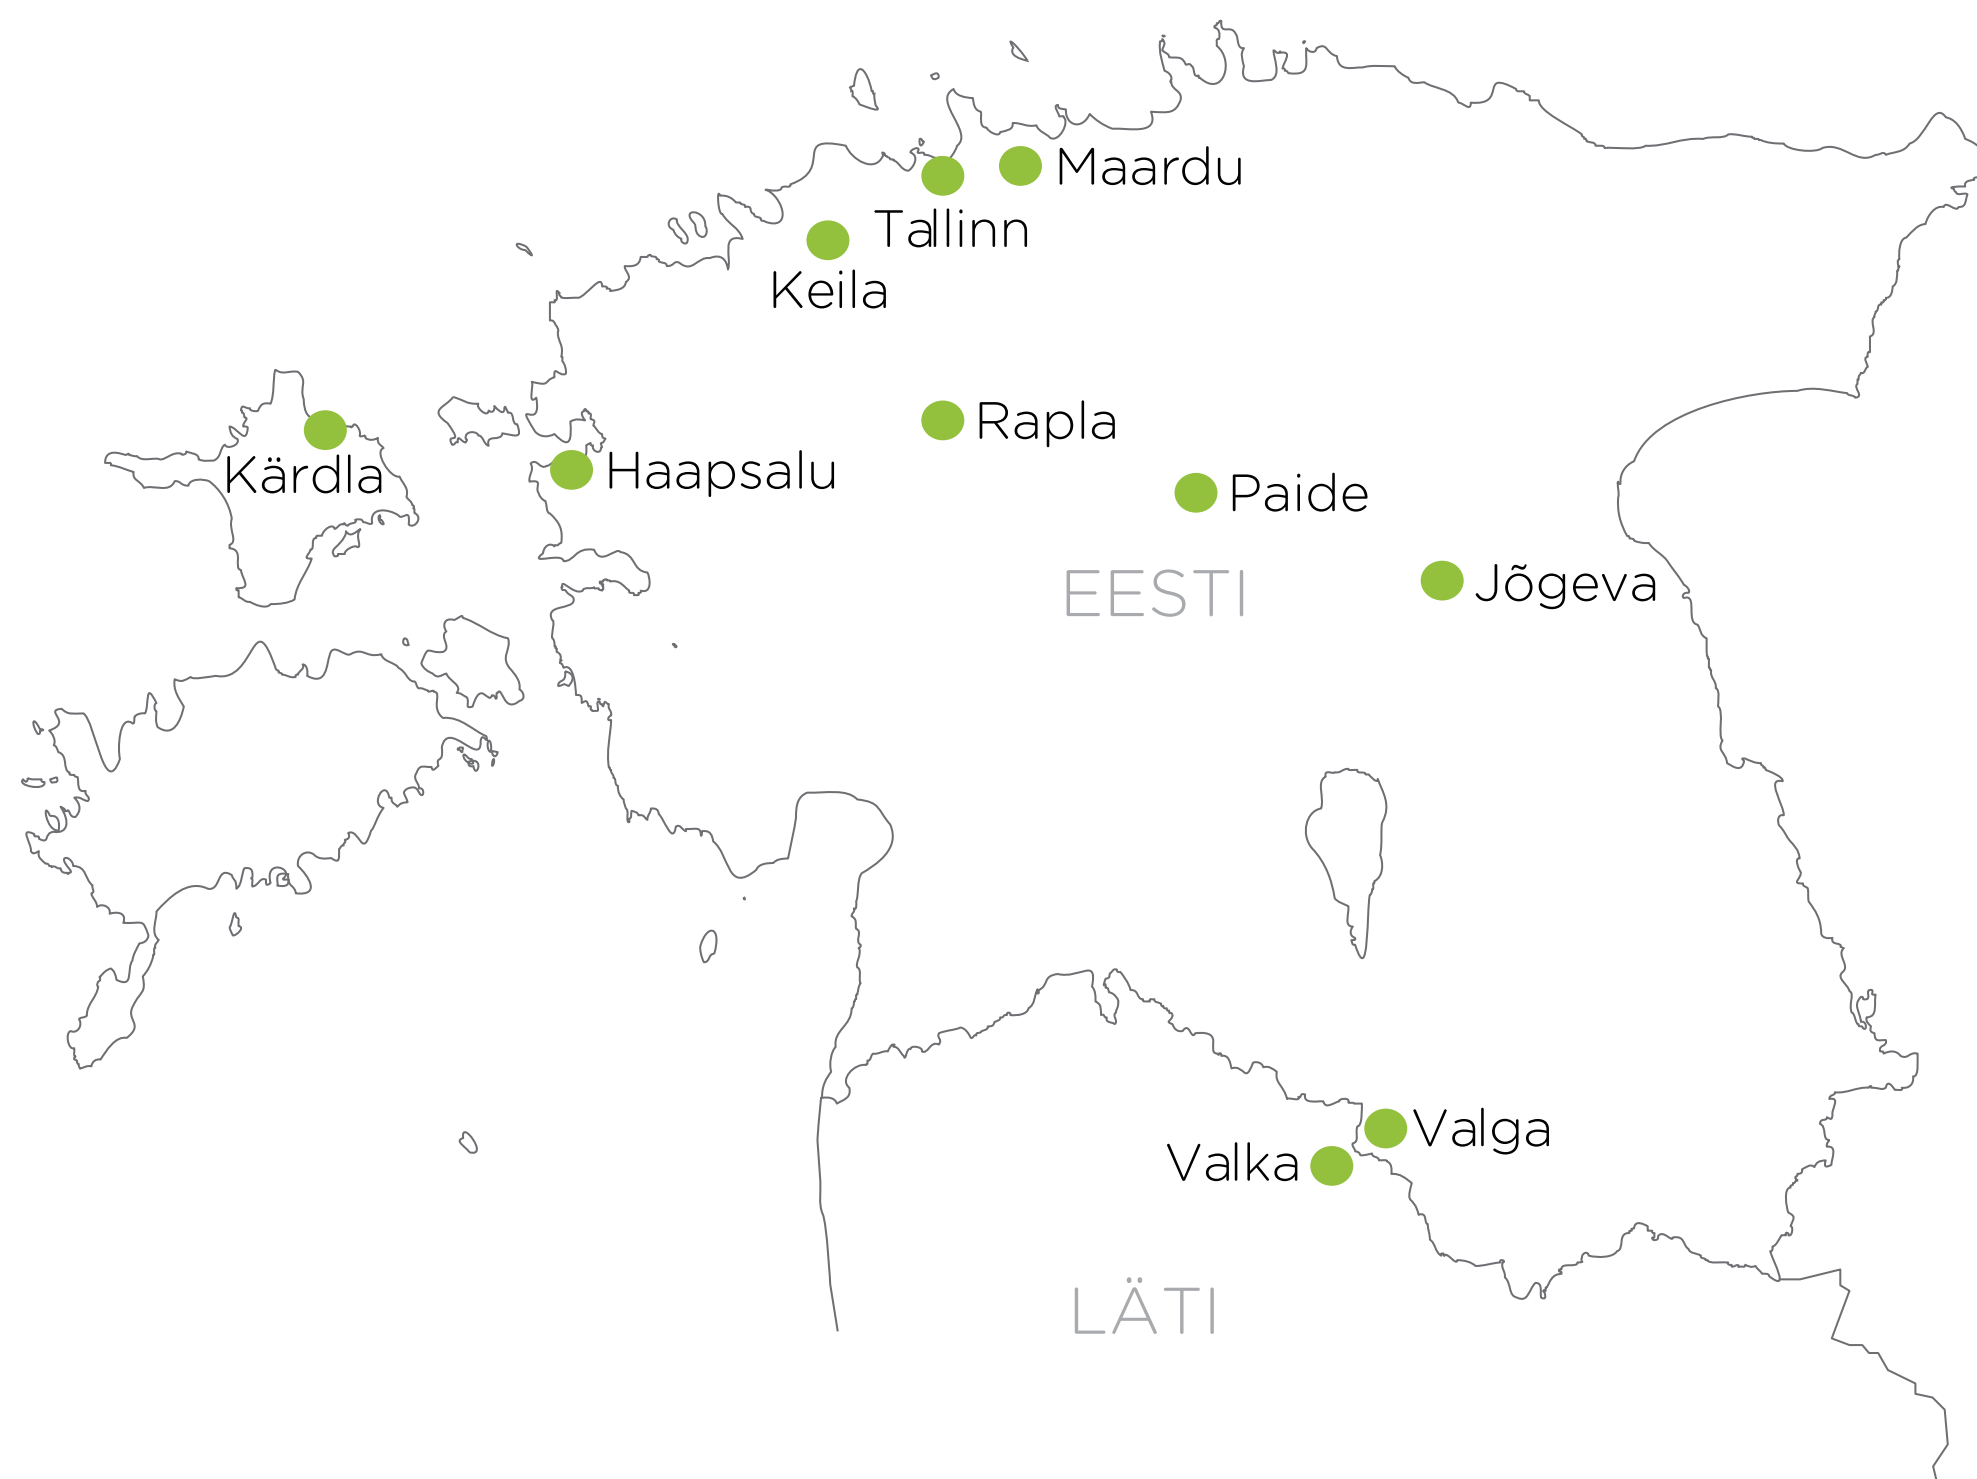 Maardu
Tallinn
Keila
Rapla
Kärdla
Haapsalu
Paide
EESTI
Jõgeva
Valga
Valka
LÄTI